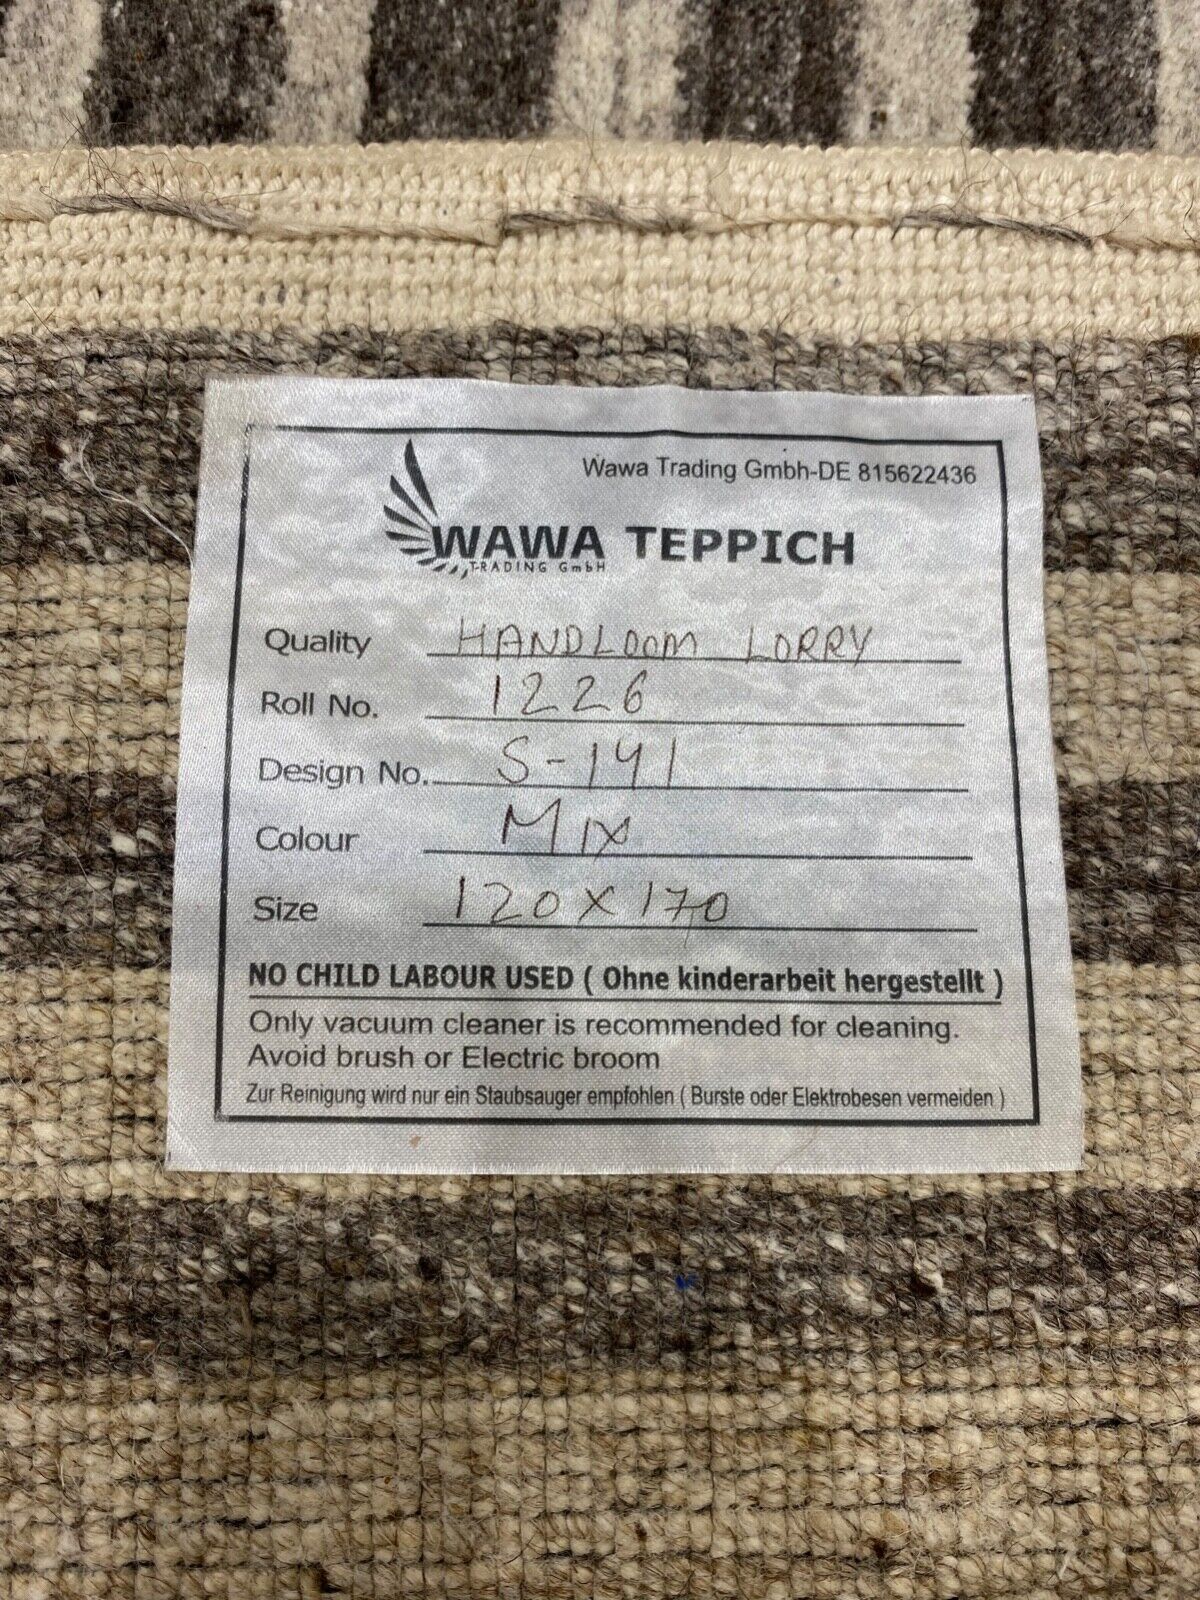 Wawa Trading Gmbh-DE 815622436
WAWA TEPPICH
TRADING GmbH
Quality HANDLOOM LORRY
Roll No. 1226
Design No. S-141
Colour MIX
Size 120X170
NO CHILD LABOUR USED ( Ohne kinderarbeit hergestellt )
Only vacuum cleaner is recommended for cleaning.
Avoid brush or Electric broom
Zur Reinigung wird nur ein Staubsauger empfohlen ( Burste oder Elektrobesen vermeiden )